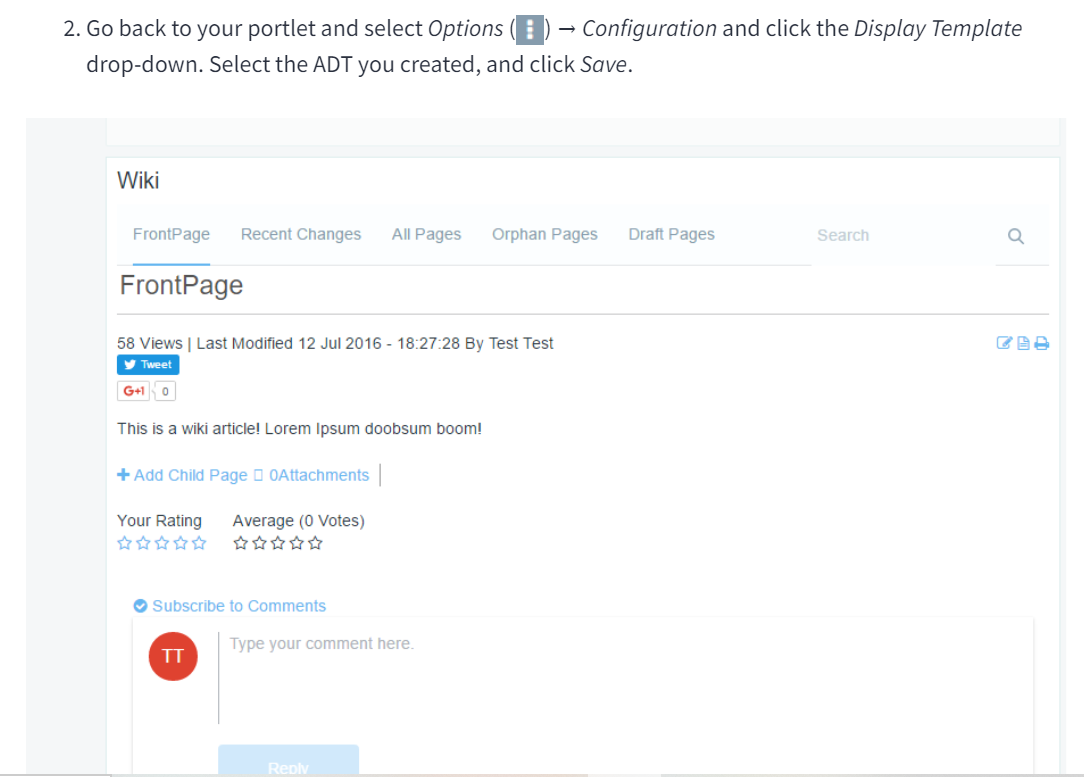 2. Go back to your portlet and select Options (⋮) → Configuration and click the Display Template
drop-down. Select the ADT you created, and click Save.
Wiki
FrontPage Recent Changes All Pages Orphan Pages Draft Pages Search
FrontPage
58 Views | Last Modified 12 Jul 2016 - 18:27:28 By Test Test
Tweet
G+1 0
This is a wiki article! Lorem Ipsum doobsum boom!
+ Add Child Page 0Attachments
Your Rating Average (0 Votes)
Subscribe to Comments
TT Type your comment here.
Reply